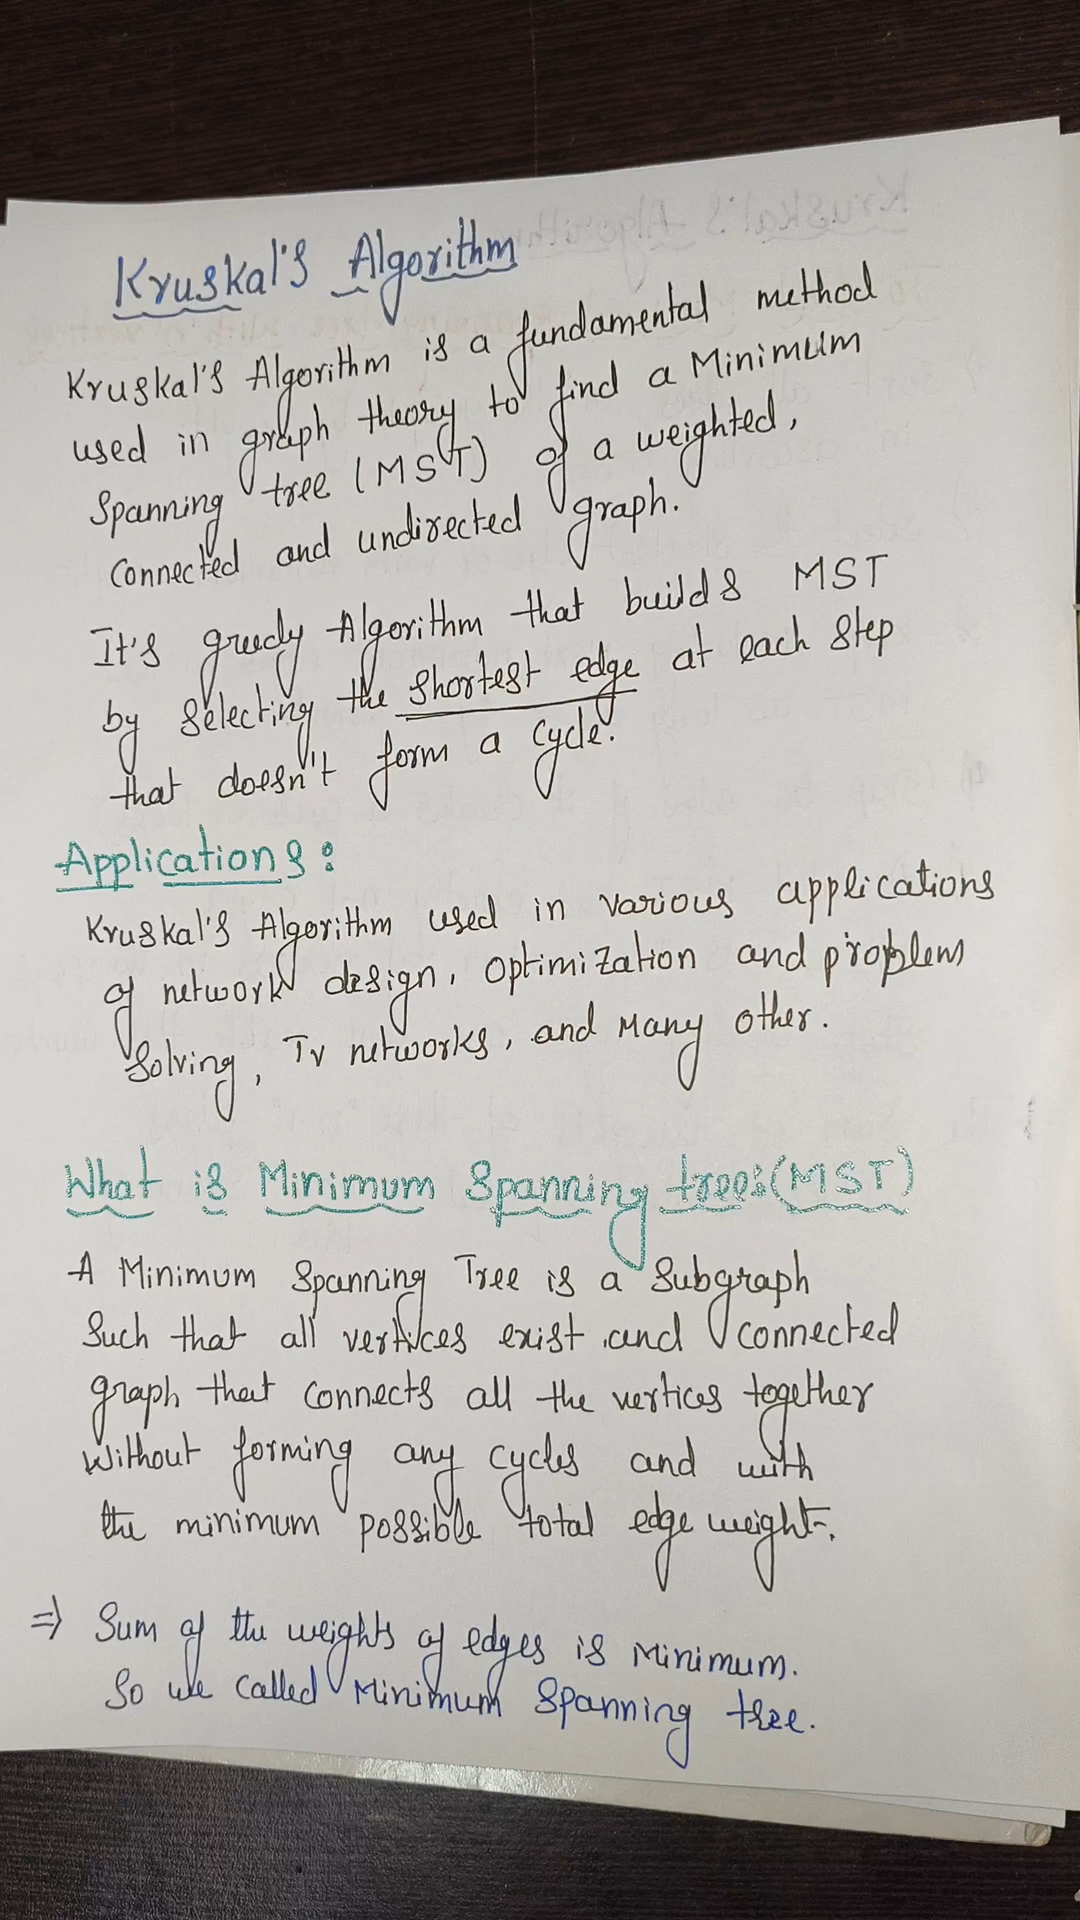 Kruskal's Algorithm
Kruskal's Algorithm is a fundamental method
used in graph theory to find a Minimum
Spanning tree (MST) of a weighted,
Connected and undirected graph.
It's greedy Algorithm that builds MST
by selecting the shortest edge at each step
that doesn't form a cycle.
Applications:
Kruskal's Algorithm used in various applications
of network design, Optimization and problem
Solving, Tv networks, and Many other.
What is Minimum Spanning tree:(MST)
A Minimum Spanning Tree is a Subgraph
Such that all vertices exist and connected
graph that connects all the vertices together
Without forming any cycles and with
the minimum possible total edge weight.
⇒ Sum of the weights of edges is Minimum.
So we called Minimum Spanning tree.